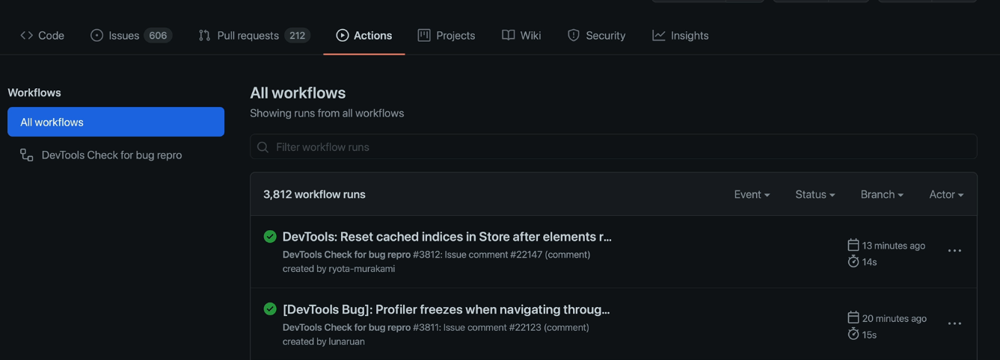 Code Issues 606 Pull requests 212 Actions Projects Wiki Security Insights
Workflows
All workflows
DevTools Check for bug repro
All workflows
Showing runs from all workflows
Filter workflow runs
3,812 workflow runs Event Status Branch Actor
DevTools: Reset cached indices in Store after elements r...
DevTools Check for bug repro #3812: Issue comment #22147 (comment)
created by ryota-murakami
13 minutes ago
14s
[DevTools Bug]: Profiler freezes when navigating throug...
DevTools Check for bug repro #3811: Issue comment #22123 (comment)
created by lunaruan
20 minutes ago
15s